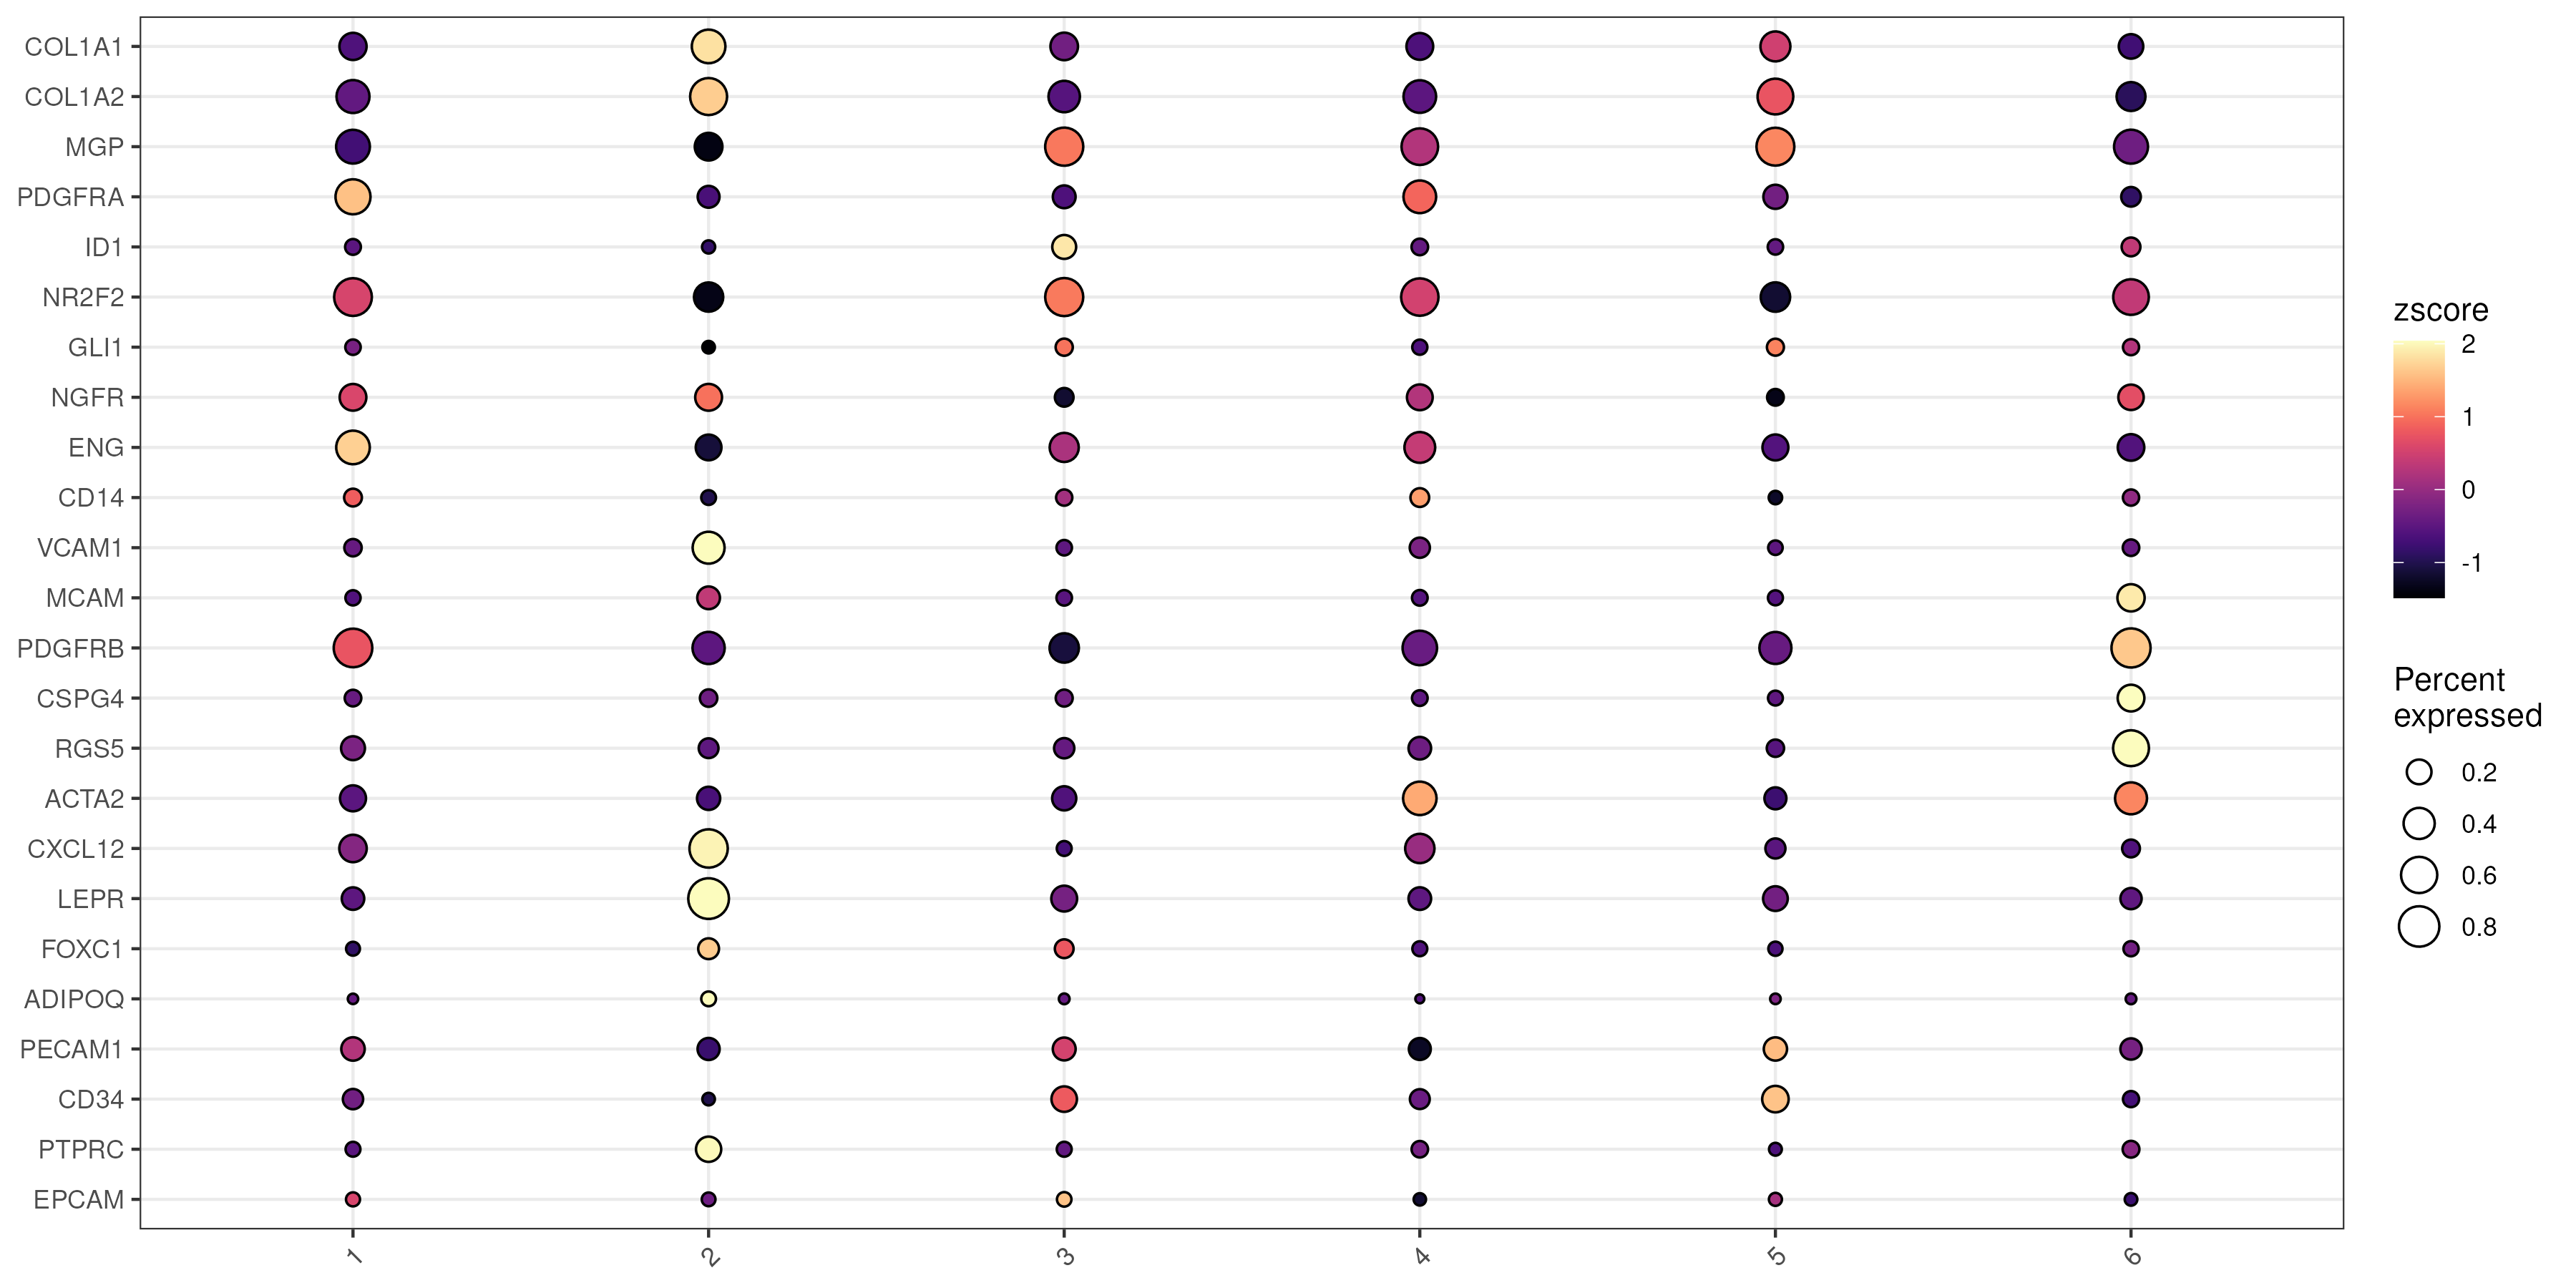 COL1A1
COL1A2
MGP
PDGFRA
ID1
NR2F2
GLI1
NGFR
ENG
CD14
VCAM1
MCAM
PDGFRB
CSPG4
RGS5
ACTA2
CXCL12
LEPR
FOXC1
ADIPOQ
PECAM1
CD34
PTPRC
EPCAM
1 2 3 4 5 6
zscore
2
1
0
-1
Percent
expressed
0.2
0.4
0.6
0.8